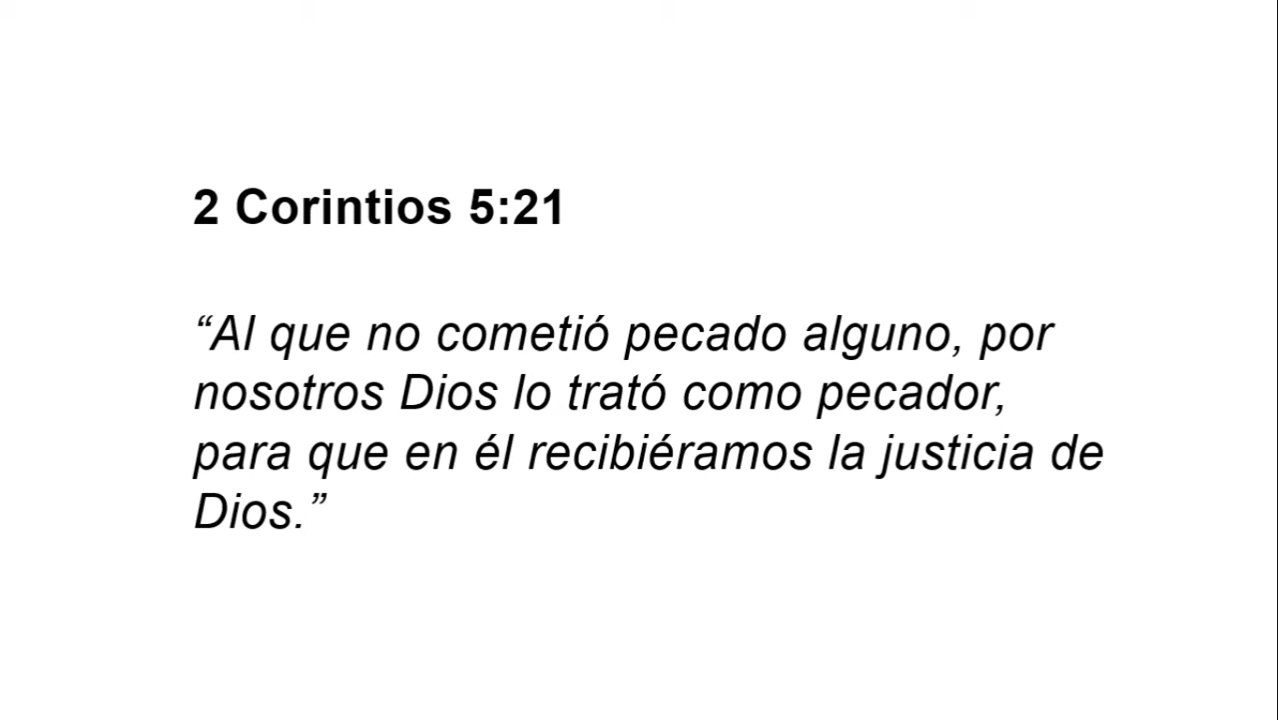 2 Corintios 5:21
“Al que no cometió pecado alguno, por
nosotros Dios lo trató como pecador,
para que en él recibiéramos la justicia de
Dios.”